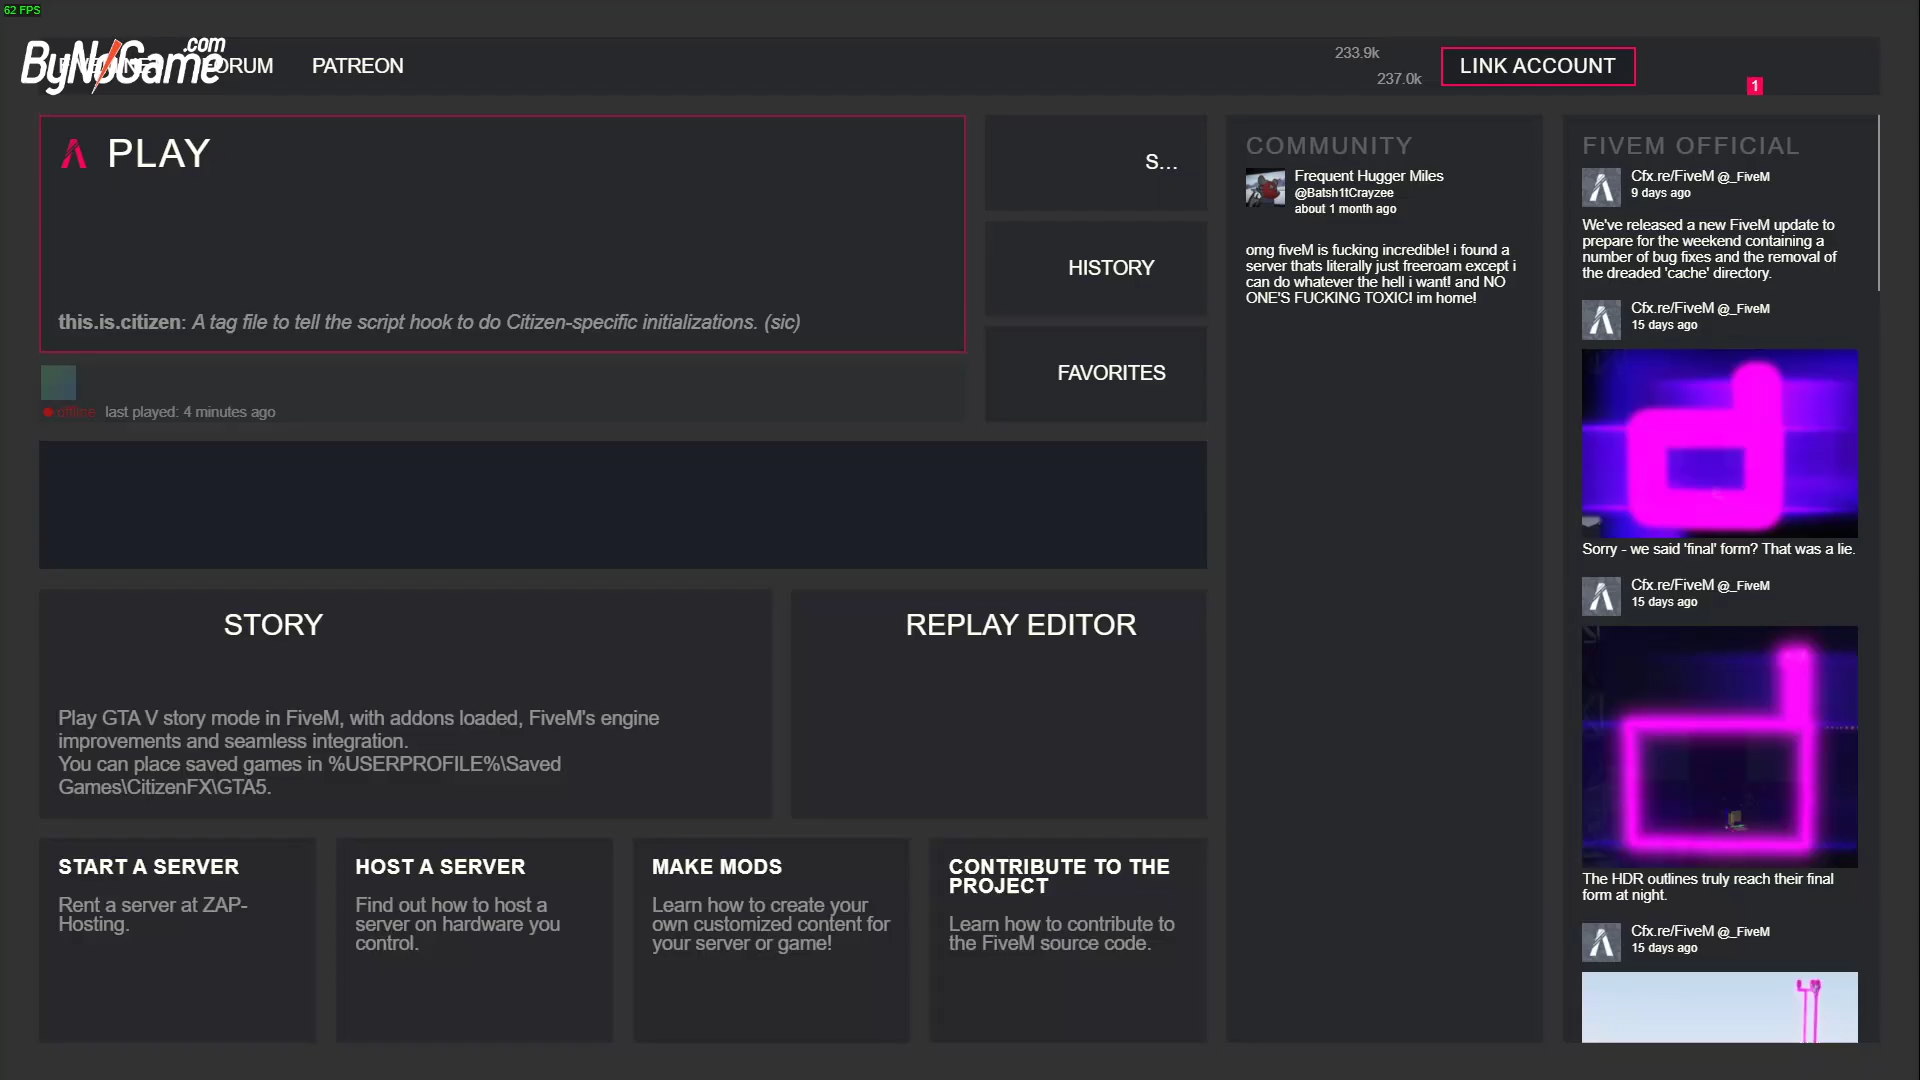 62 FPS
ByNoGame.com
FORUM
PATREON
233.9k
237.0k
LINK ACCOUNT
1
PLAY
this.is.citizen: A tag file to tell the script hook to do Citizen-specific initializations. (sic)
offline
last played: 4 minutes ago
S...
HISTORY
FAVORITES
STORY
Play GTA V story mode in FiveM, with addons loaded, FiveM's engine
improvements and seamless integration.
You can place saved games in %USERPROFILE%\Saved
Games\CitizenFX\GTA5.
REPLAY EDITOR
START A SERVER
Rent a server at ZAP-
Hosting.
HOST A SERVER
Find out how to host a
server on hardware you
control.
MAKE MODS
Learn how to create your
own customized content for
your server or game!
CONTRIBUTE TO THE
PROJECT
Learn how to contribute to
the FiveM source code.
COMMUNITY
Frequent Hugger Miles
@Batsh1tCrayzee
about 1 month ago
omg fiveM is fucking incredible! i found a
server thats literally just freeroam except i
can do whatever the hell i want! and NO
ONE'S FUCKING TOXIC! im home!
FIVEM OFFICIAL
Cfx.re/FiveM @_FiveM
9 days ago
We've released a new FiveM update to
prepare for the weekend containing a
number of bug fixes and the removal of
the dreaded 'cache' directory.
Cfx.re/FiveM @_FiveM
15 days ago
Sorry - we said 'final' form? That was a lie.
Cfx.re/FiveM @_FiveM
15 days ago
The HDR outlines truly reach their final
form at night.
Cfx.re/FiveM @_FiveM
15 days ago